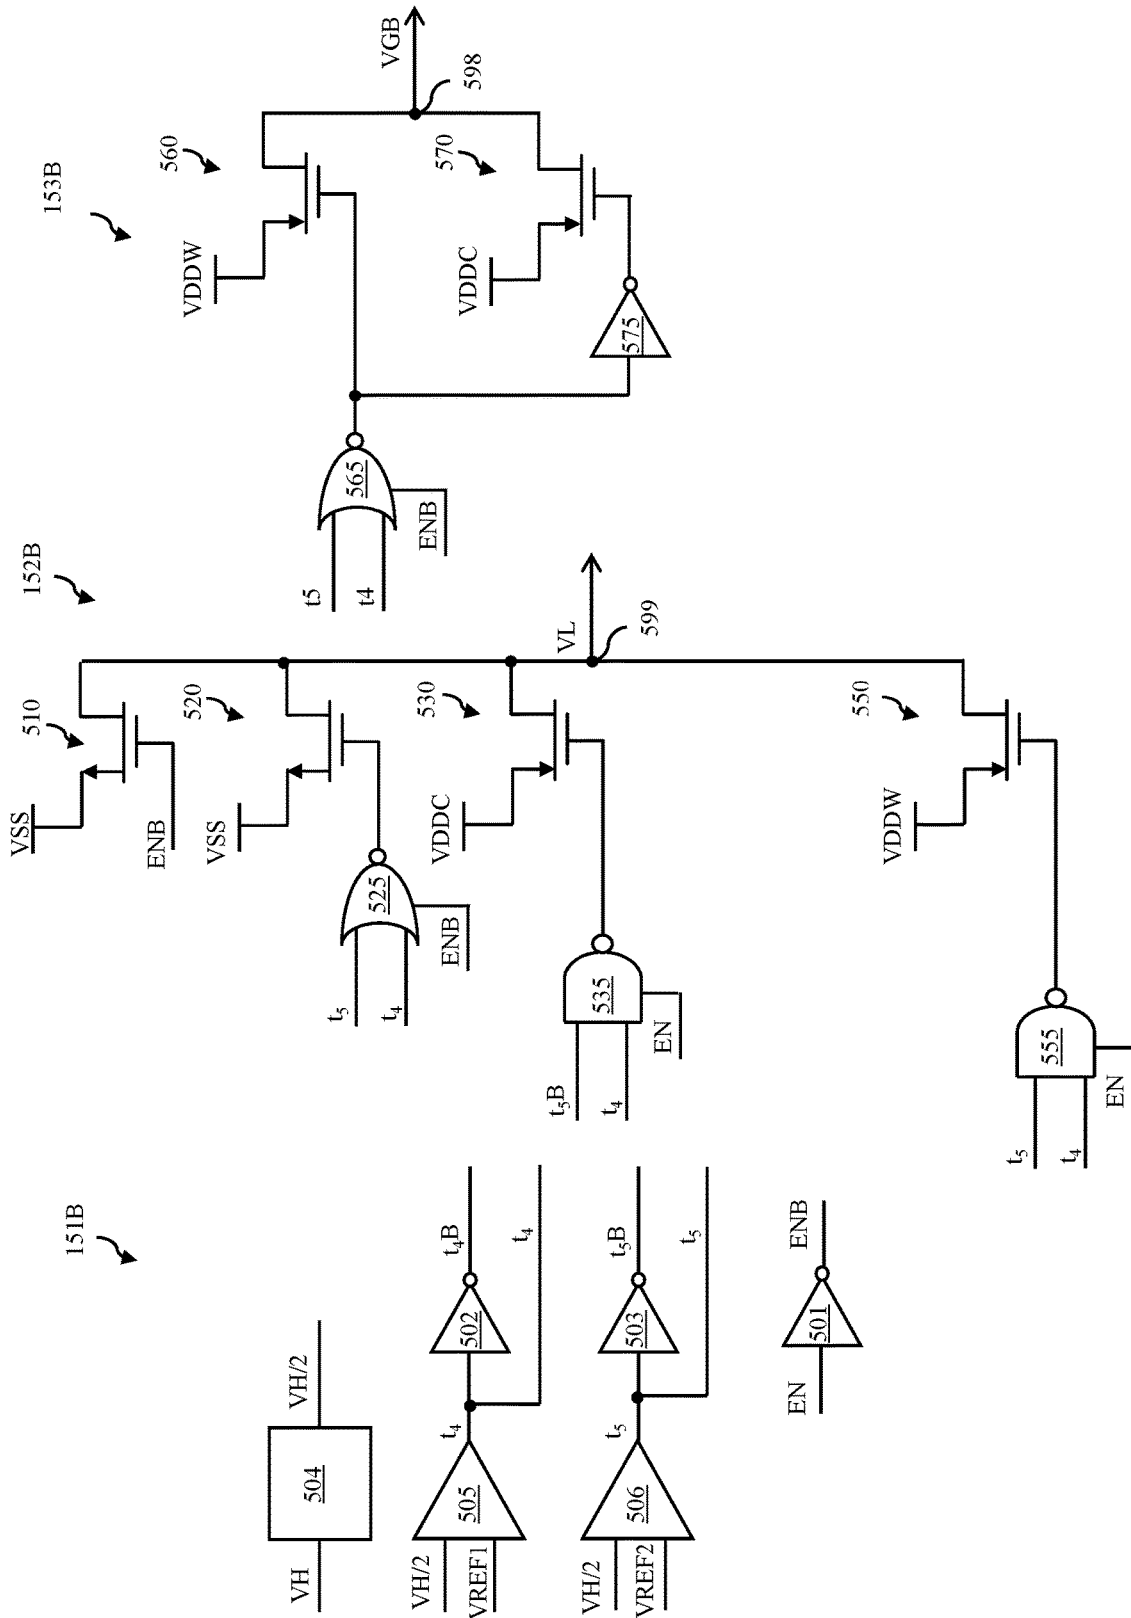 151B
VH
504
VH/2
VH/2
VREF1
505
t4
502
t4B
t4
VH/2
VREF2
506
t5
503
t5B
t5
EN
501
ENB
152B
VSS
510
ENB
VSS
520
t5
t4
525
ENB
VDDC
530
t5B
t4
535
EN
VL
599
VDDW
550
t5
t4
555
EN
153B
VDDW
560
t5
t4
565
ENB
VDDC
570
575
VGB
598